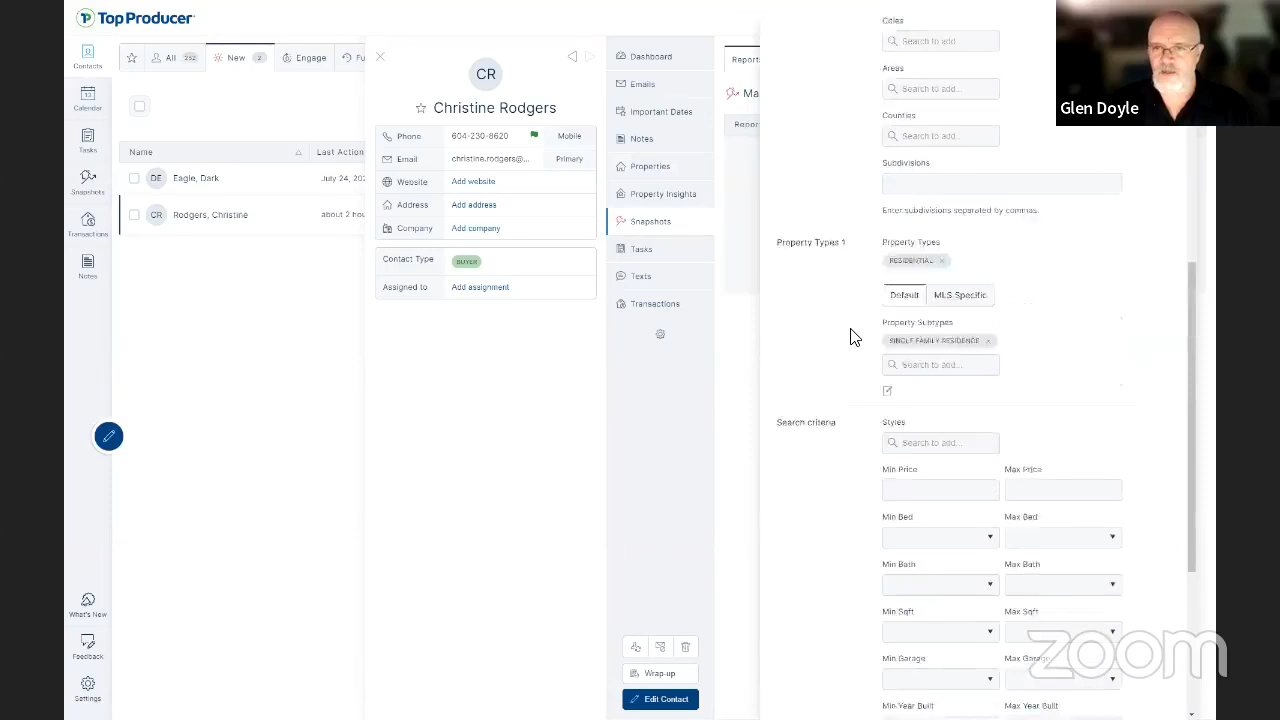 Top Producer
Contacts
Calendar
Tasks
Snapshots
Transactions
Notes
What's New
Feedback
Settings
All 252
New 2
Engage
Fu
Name
Last Action
DE Eagle, Dark July 24, 202
CR Rodgers, Christine about 2 hou
CR
Christine Rodgers
Phone 604-230-8620 Mobile
Email christine.rodgers@... Primary
Website Add website
Address Add address
Company Add company
Contact Type BUYER
Assigned to Add assignment
Dashboard
Emails
Important Dates
Notes
Properties
Property Insights
Snapshots
Tasks
Texts
Transactions
Wrap-up
Edit Contact
Report
Ma
Repor
Cities
Search to add
Areas
Search to add...
Counties
Search to add...
Subdivisions
Enter subdivisions separated by commas.
Property Types 1
Property Types
RESIDENTIAL
Default MLS Specific
Property Subtypes
SINGLE FAMILY RESIDENCE
Search to add...
Search criteria
Styles
Search to add...
Min Price Max Price
Min Bed Max Bed
Min Bath Max Bath
Min Sqft Max Sqft
Min Garage Max Garage
Min Year Built Max Year Built
Glen Doyle
zoom